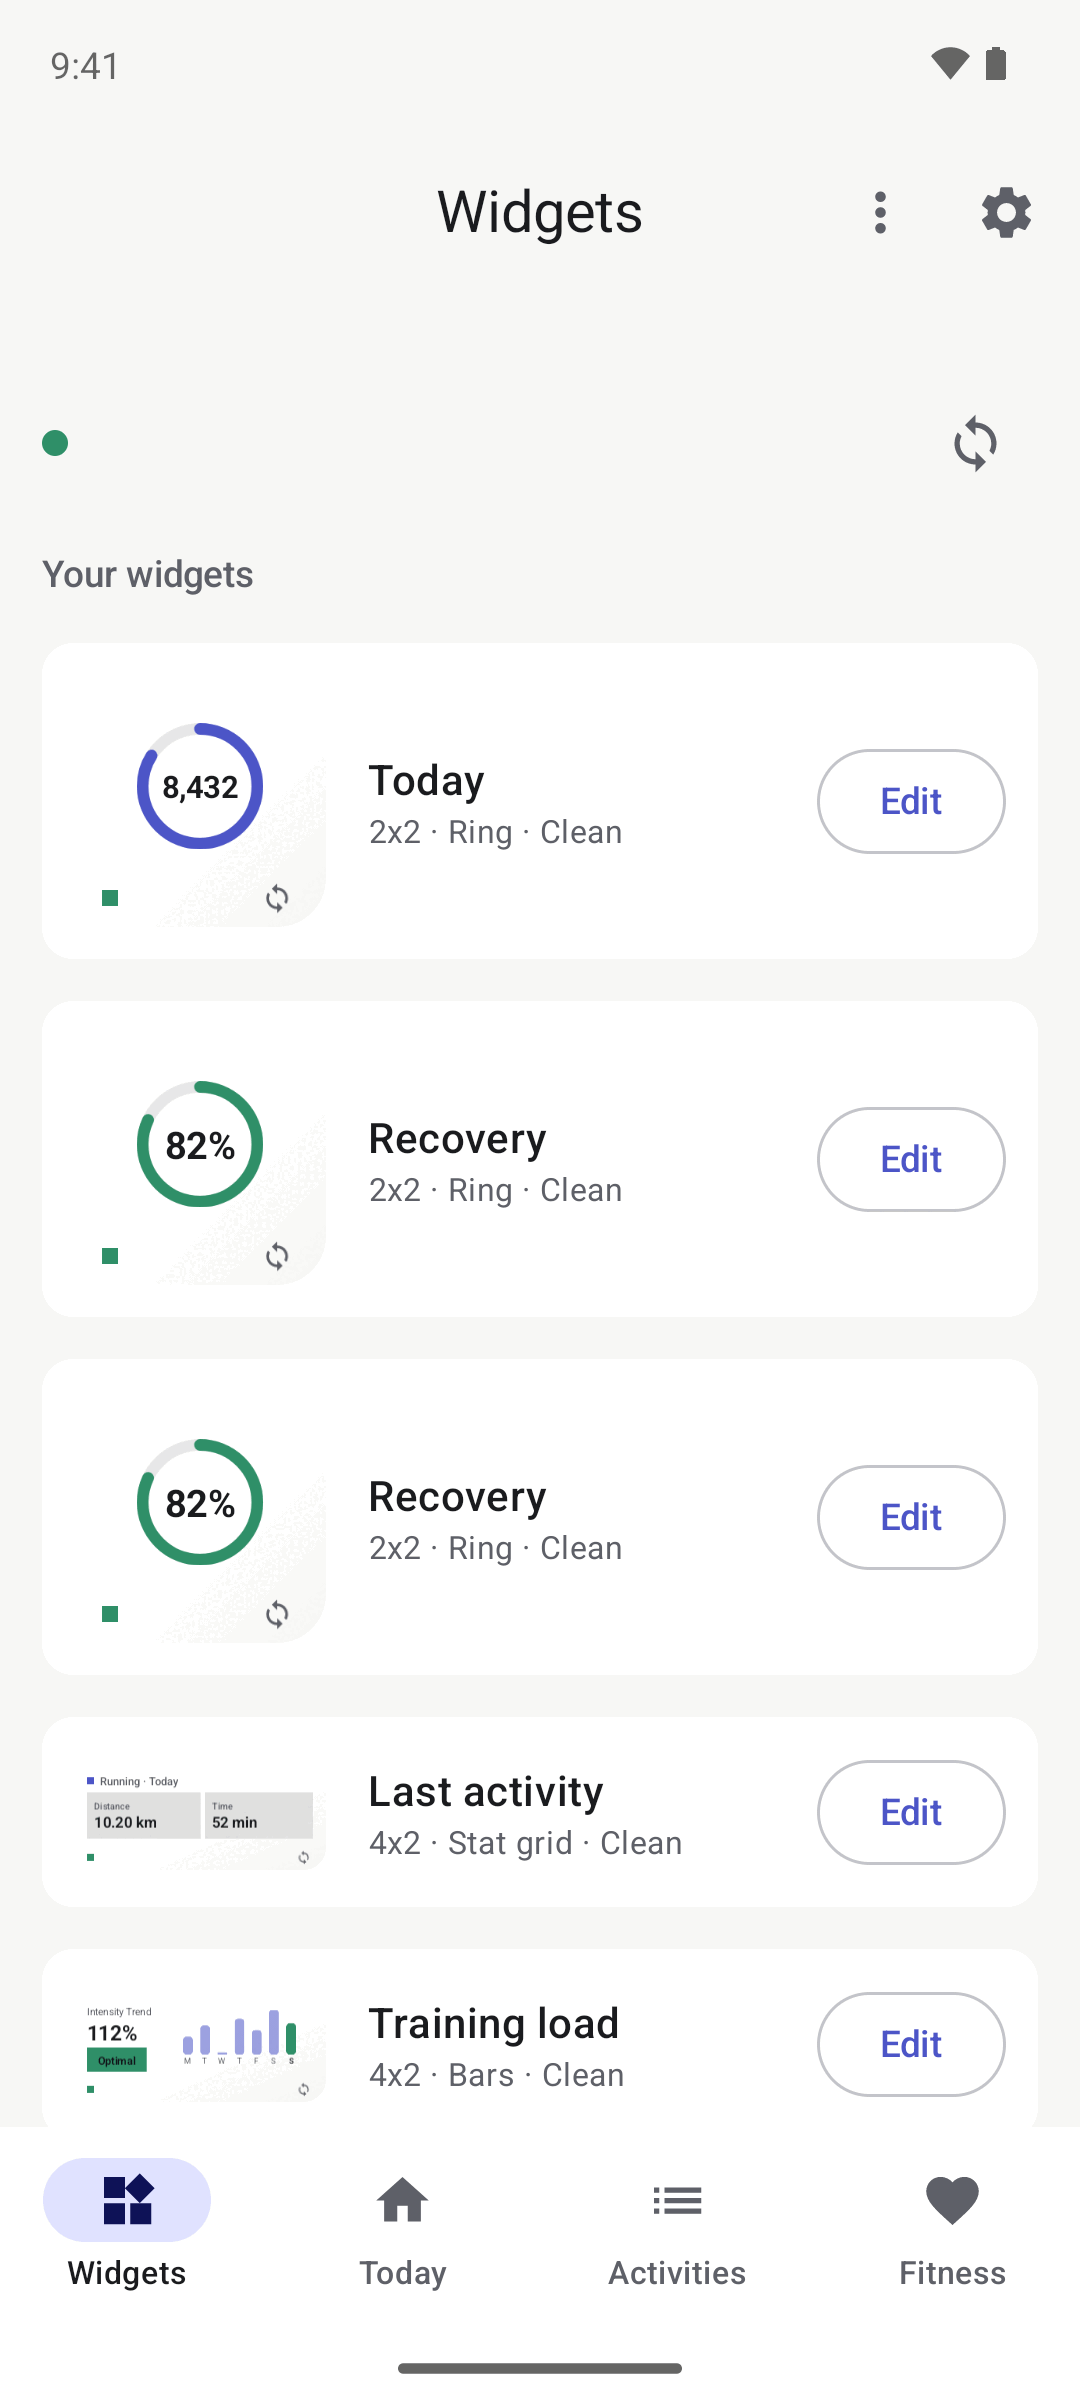 9:41
Widgets
Your widgets
8,432
Today
2x2 · Ring · Clean
Edit
82%
Recovery
2x2 · Ring · Clean
Edit
82%
Recovery
2x2 · Ring · Clean
Edit
Running · Today
Distance
10.20 km
Time
52 min
Last activity
4x2 · Stat grid · Clean
Edit
Intensity Trend
112%
Optimal
M T W T F S S
Training load
4x2 · Bars · Clean
Edit
Widgets
Today
Activities
Fitness